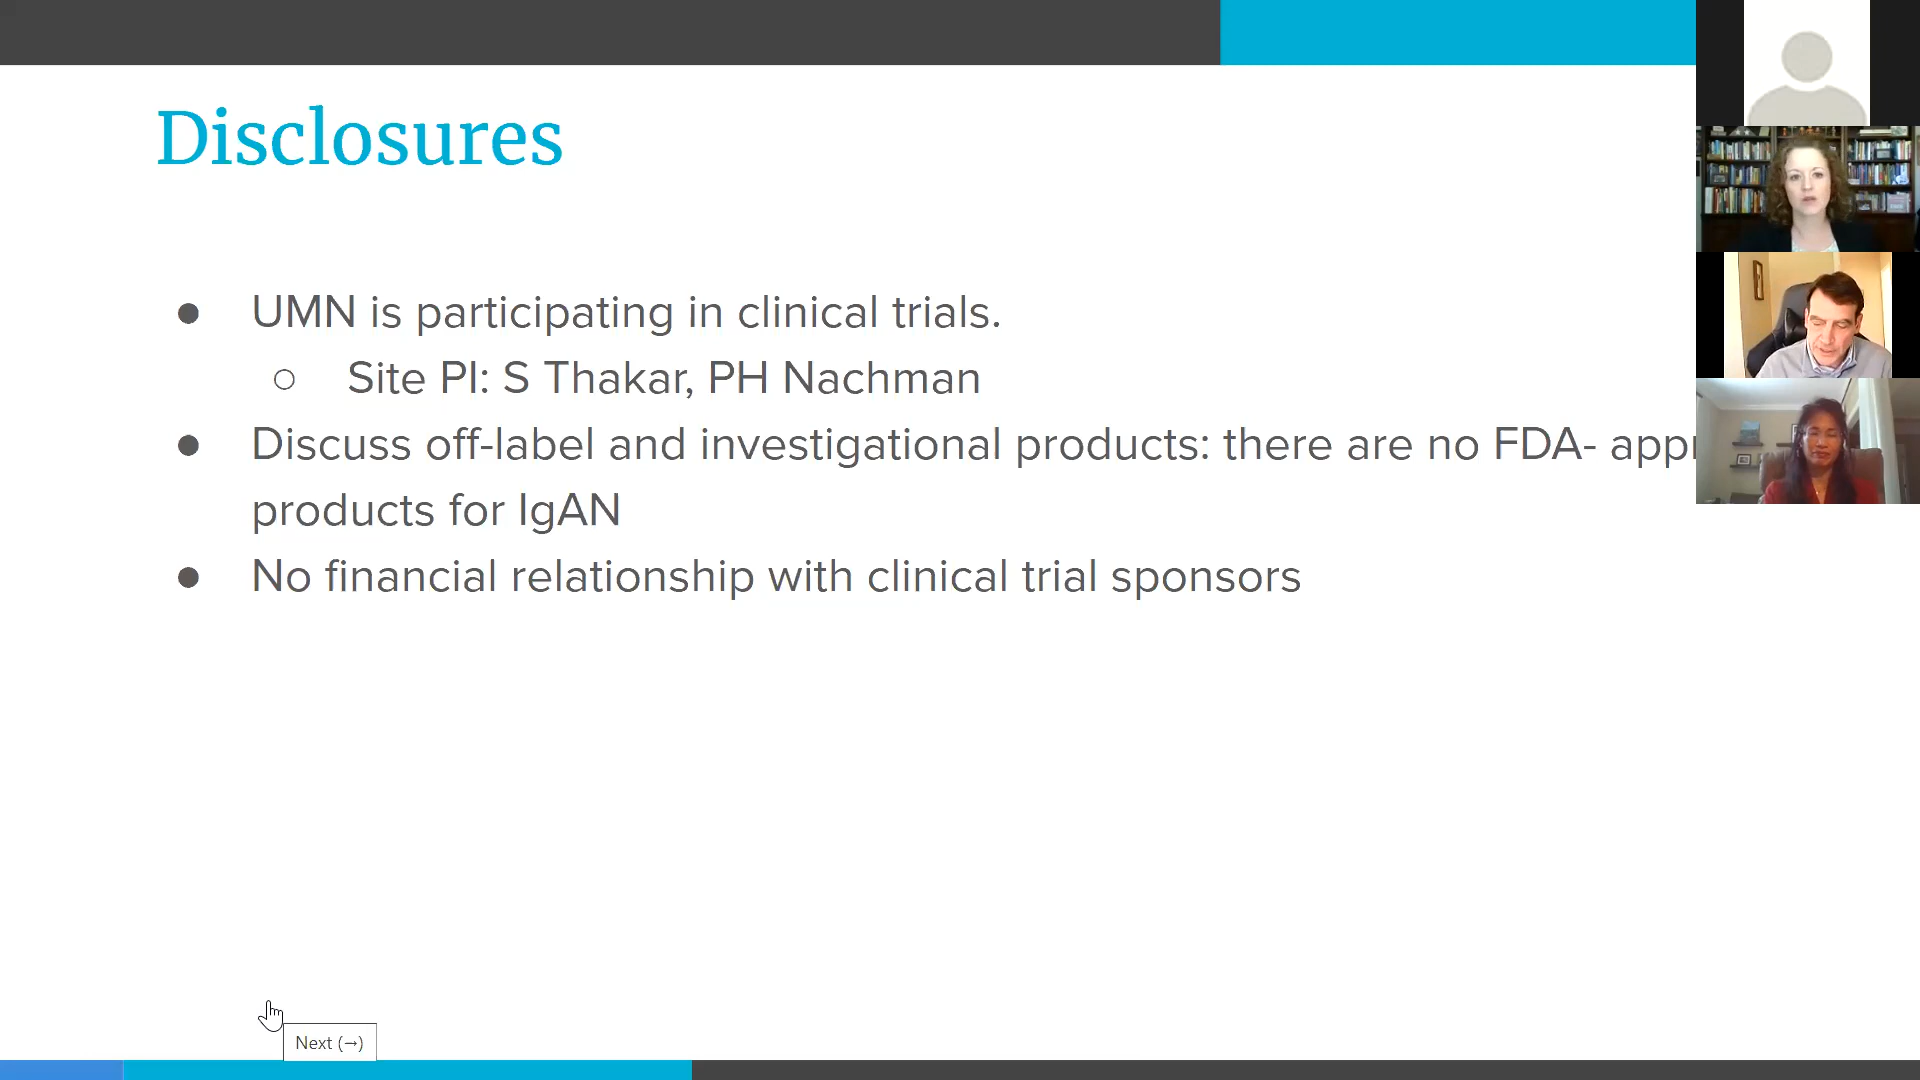 Disclosures
● UMN is participating in clinical trials.
○ Site PI: S Thakar, PH Nachman
● Discuss off-label and investigational products: there are no FDA- app
products for IgAN
● No financial relationship with clinical trial sponsors
Next (→)